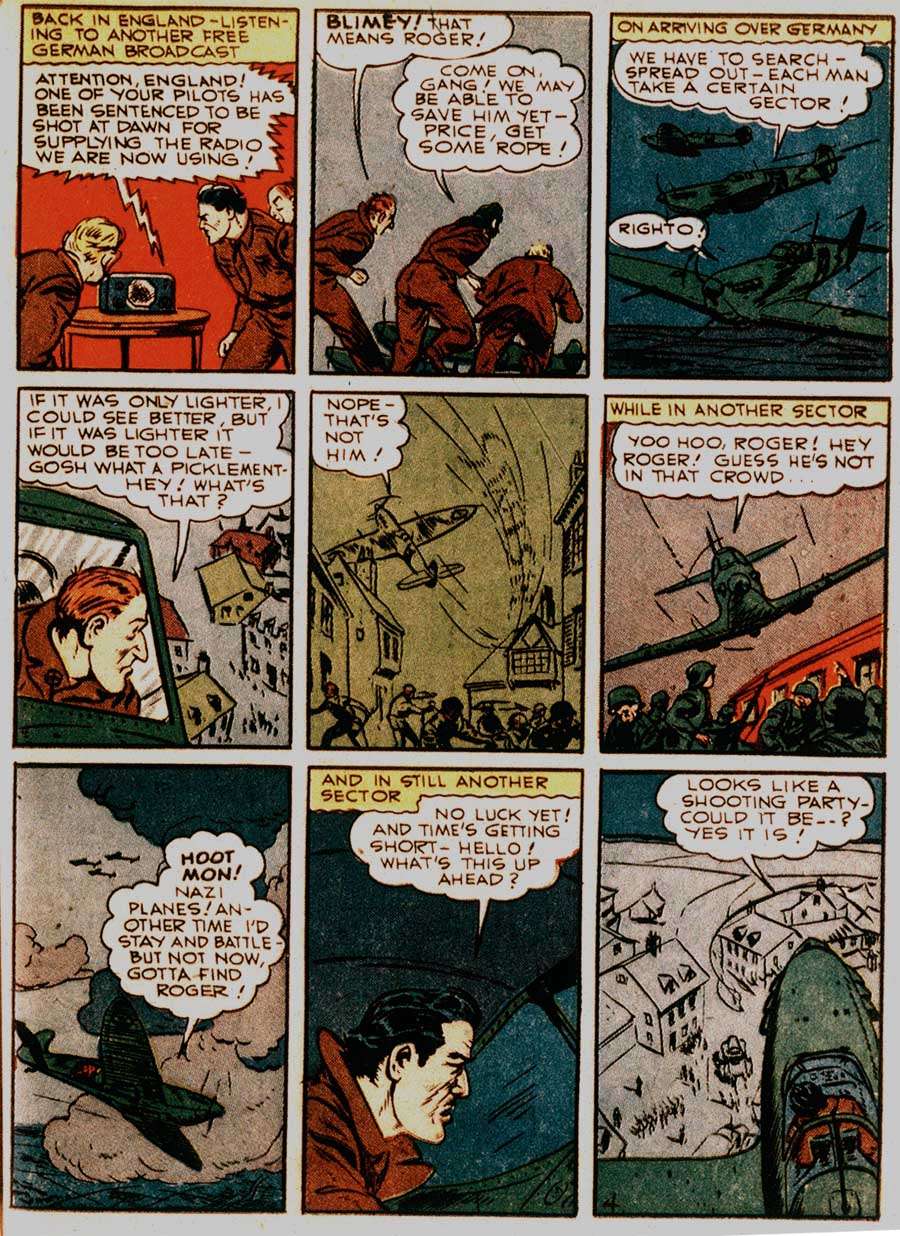 BACK IN ENGLAND-LISTEN-
ING TO ANOTHER FREE
GERMAN BROADCAST
ATTENTION, ENGLAND!
ONE OF YOUR PILOTS HAS
BEEN SENTENCED TO BE
SHOT AT DAWN FOR
SUPPLYING THE RADIO
WE ARE NOW USING!
BLIMEY! THAT
MEANS ROGER!
COME ON,
GANG! WE MAY
BE ABLE TO
SAVE HIM YET-
PRICE, GET
SOME ROPE!
ON ARRIVING OVER GERMANY
WE HAVE TO SEARCH -
SPREAD OUT - EACH MAN
TAKE A CERTAIN
SECTOR!
RIGHTO!
IF IT WAS ONLY LIGHTER, I
COULD SEE BETTER, BUT
IF IT WAS LIGHTER IT
WOULD BE TOO LATE -
GOSH WHAT A PICKLEMENT-
HEY! WHAT'S
THAT?
NOPE-
THAT'S
NOT
HIM!
WHILE IN ANOTHER SECTOR
YOO HOO, ROGER! HEY
ROGER! GUESS HE'S NOT
IN THAT CROWD...
HOOT
MON!
NAZI
PLANES! AN-
OTHER TIME I'D
STAY AND BATTLE-
BUT NOT NOW,
GOTTA FIND
ROGER!
AND IN STILL ANOTHER
SECTOR
NO LUCK YET!
AND TIME'S GETTING
SHORT- HELLO!
WHAT'S THIS UP
AHEAD?
LOOKS LIKE A
SHOOTING PARTY-
COULD IT BE--?
YES IT IS!
4